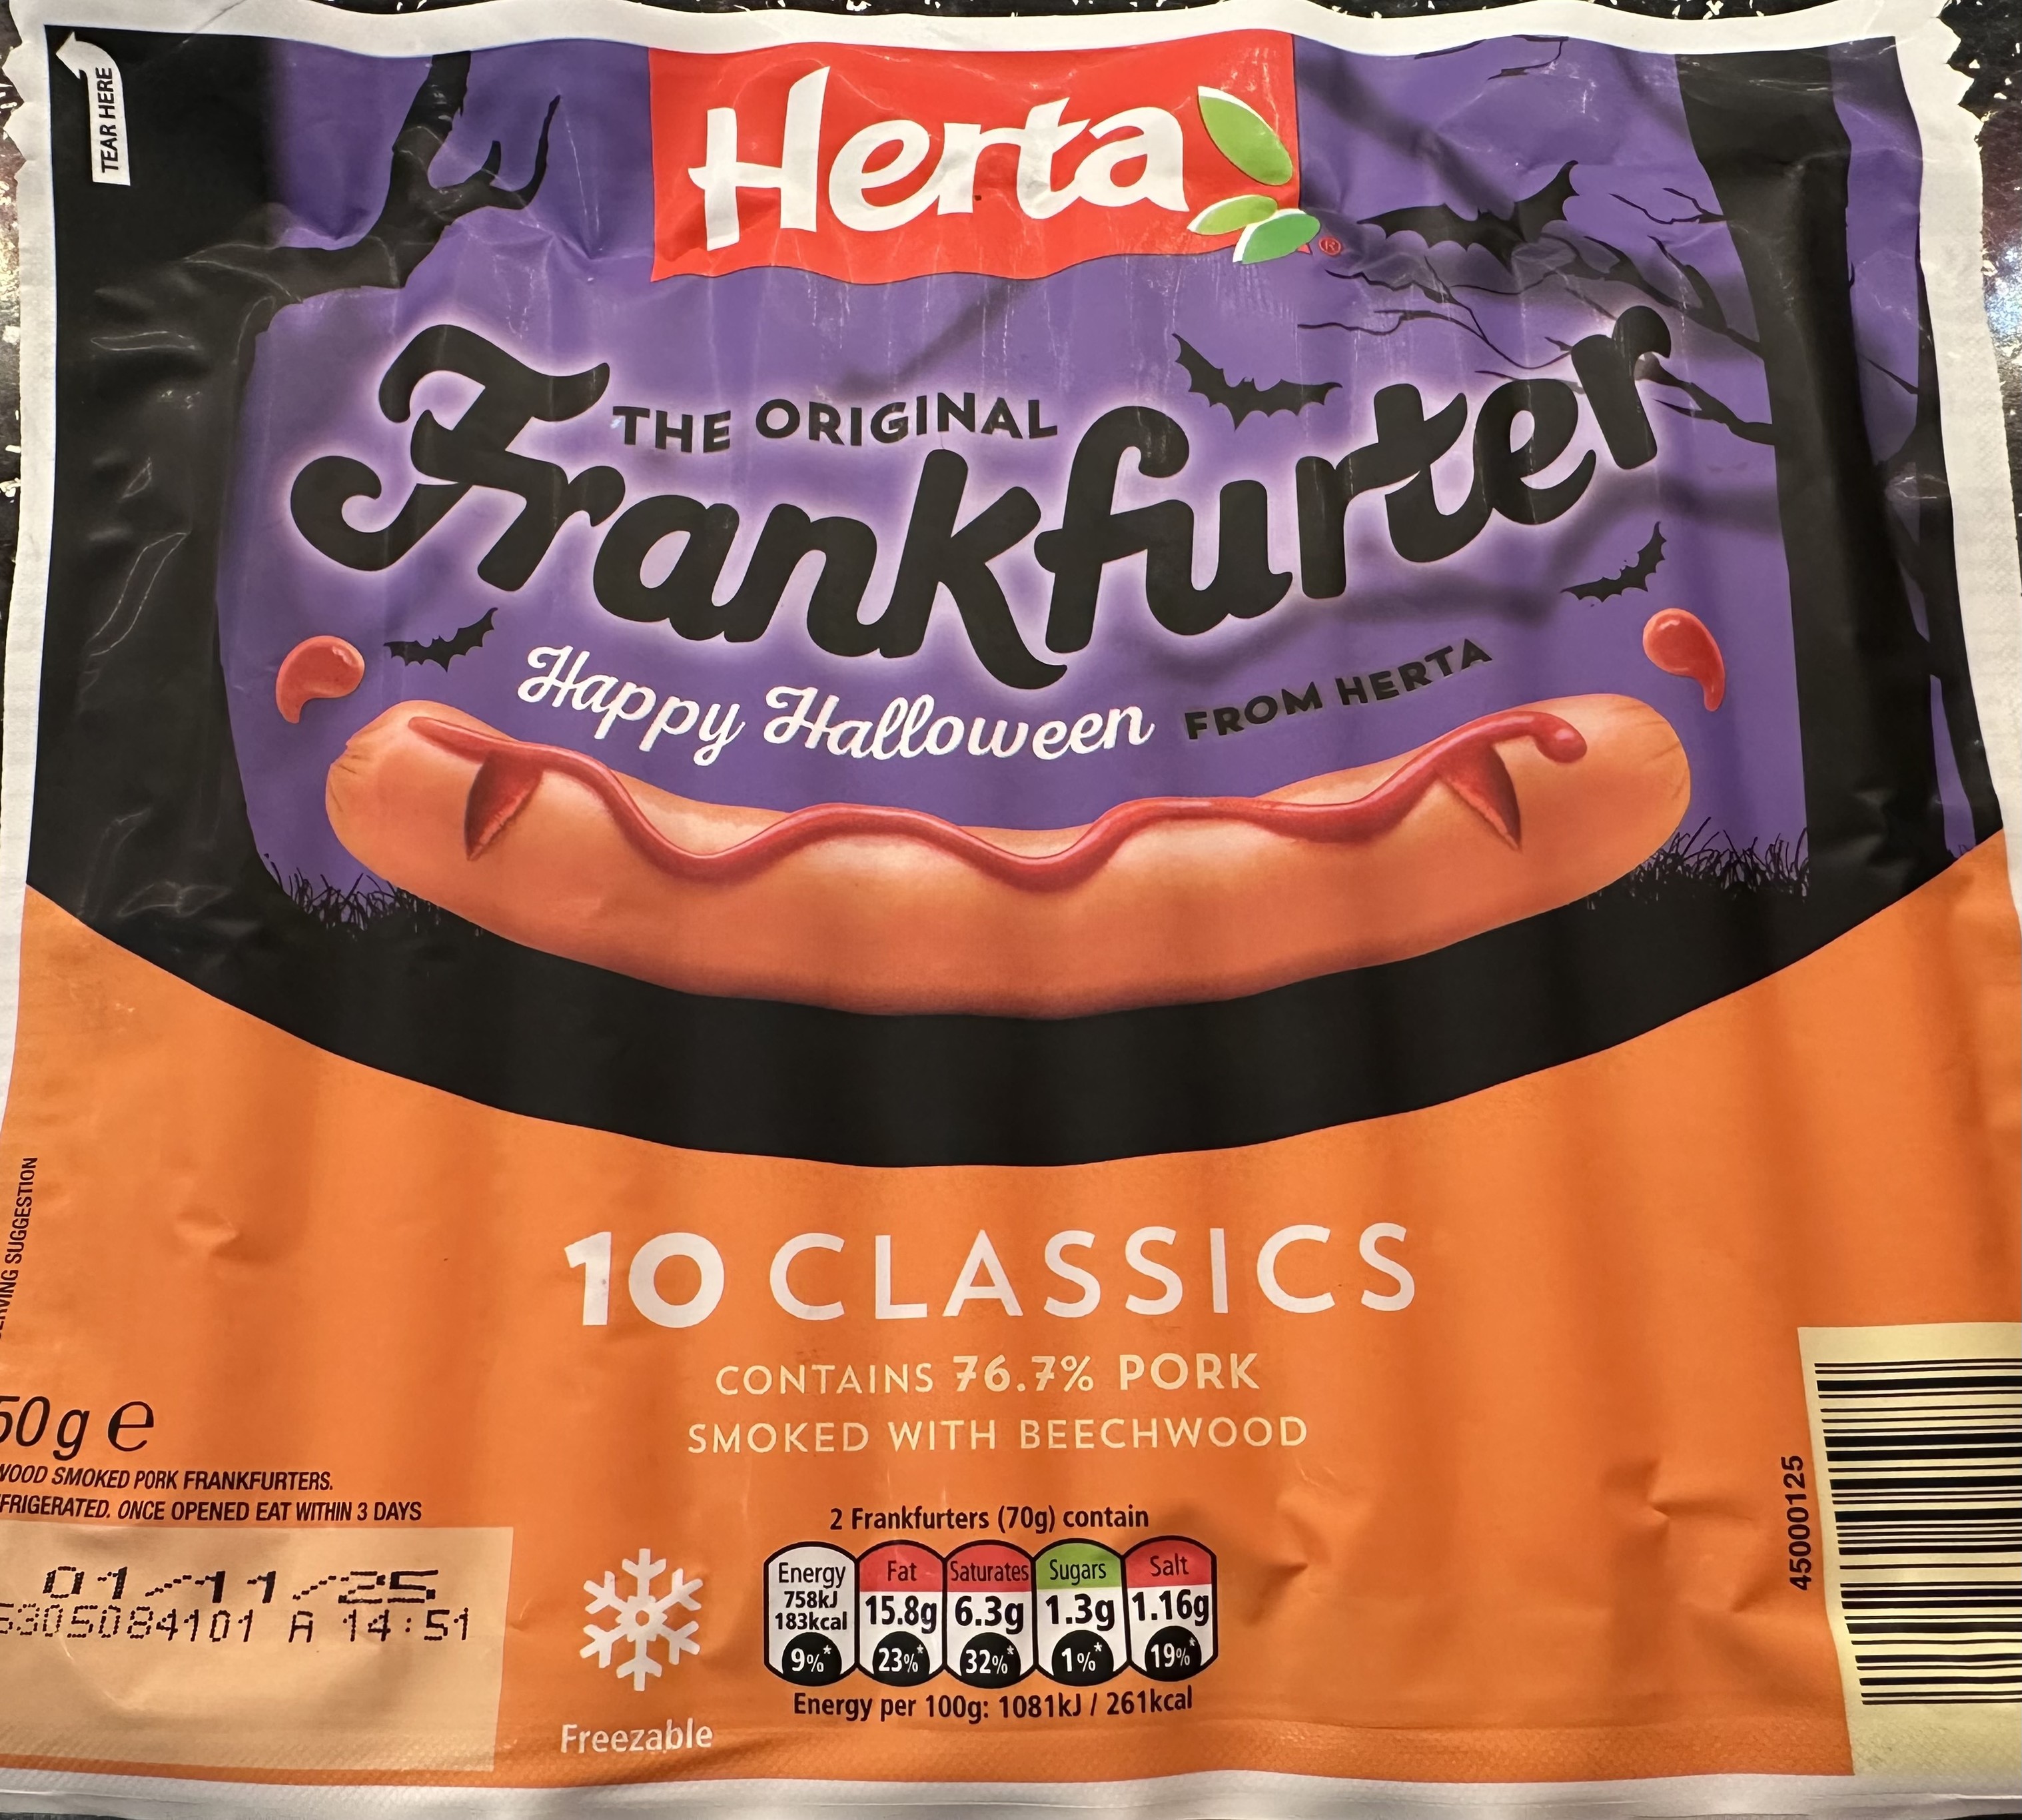 TEAR HERE
Herta
®
THE ORIGINAL
Frankfurter
Happy Halloween FROM HERTA
10 CLASSICS
CONTAINS 76.7% PORK
SMOKED WITH BEECHWOOD
SUGGESTION
50g e
WOOD SMOKED PORK FRANKFURTERS.
FRIGERATED. ONCE OPENED EAT WITHIN 3 DAYS
01/11/25
5305084101 A 14:51
Freezable
2 Frankfurters (70g) contain
Energy Fat Saturates Sugars Salt
758kJ
183kcal 15.8g 6.3g 1.3g 1.16g
9%* 23%* 32%* 1%* 19%*
Energy per 100g: 1081kJ / 261kcal
45000125